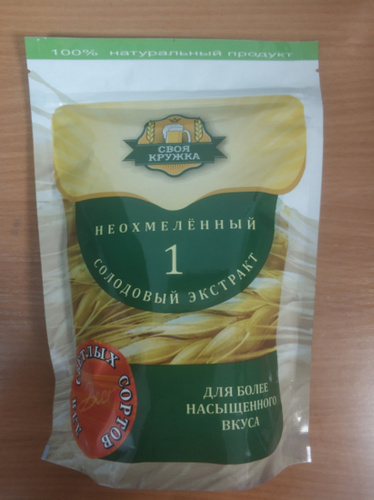 100% натуральный продукт
СВОЯ
КРУЖКА
НЕОХМЕЛЁННЫЙ
1
СОЛОДОВЫЙ ЭКСТРАКТ
СВЕТЛЫХ СОРТОВ
ДЛЯ БОЛЕЕ
НАСЫЩЕННОГО
ВКУСА